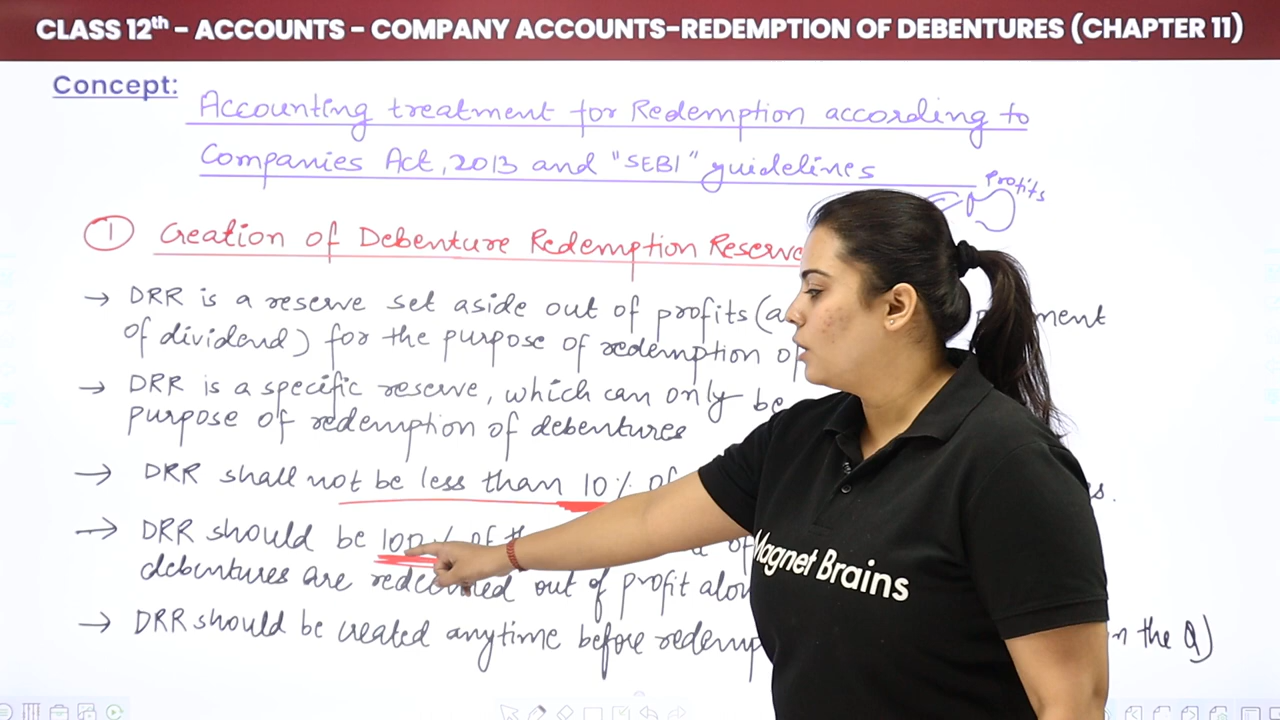 CLASS 12th - ACCOUNTS - COMPANY ACCOUNTS-REDEMPTION OF DEBENTURES (CHAPTER 11)
Concept:
Accounting treatment for Redemption according to
Companies Act, 2013 and "SEBI" guidelines
Profits
① Creation of Debenture Redemption Reserve
→ DRR is a reserve set aside out of profits (
of dividend) for the purpose of redemption
→ DRR is a specific reserve, which can only be
purpose of redemption of debentures
→ DRR shall not be less than 10% of
→ DRR should be 100% of
debentures are redeemed out of profit
→ DRR should be created anytime before in the Q)
Magnet Brains